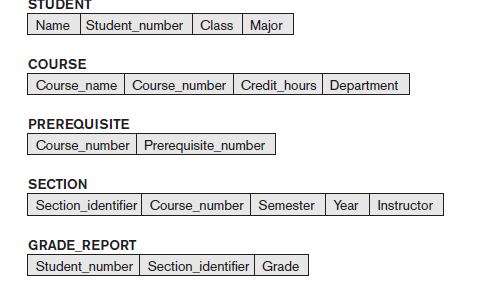 STUDENT
Name Student_number Class Major
COURSE
Course_name Course_number Credit_hours Department
PREREQUISITE
Course_number Prerequisite_number
SECTION
Section_identifier Course_number Semester Year Instructor
GRADE_REPORT
Student_number Section_identifier Grade